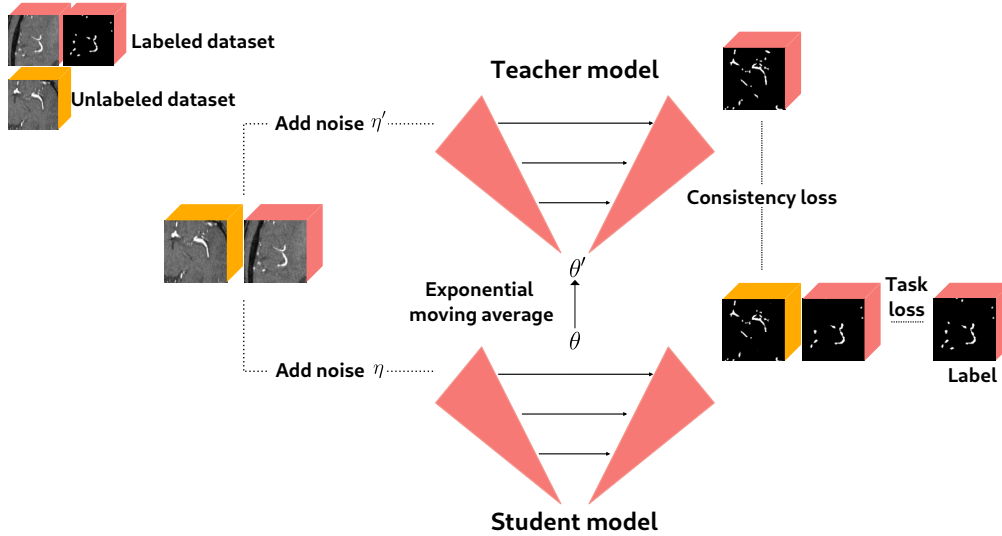 Labeled dataset
Unlabeled dataset
Teacher model
Add noise η′
Consistency loss
θ′
Exponential
moving average
θ
Task
loss
Add noise η
Label
Student model